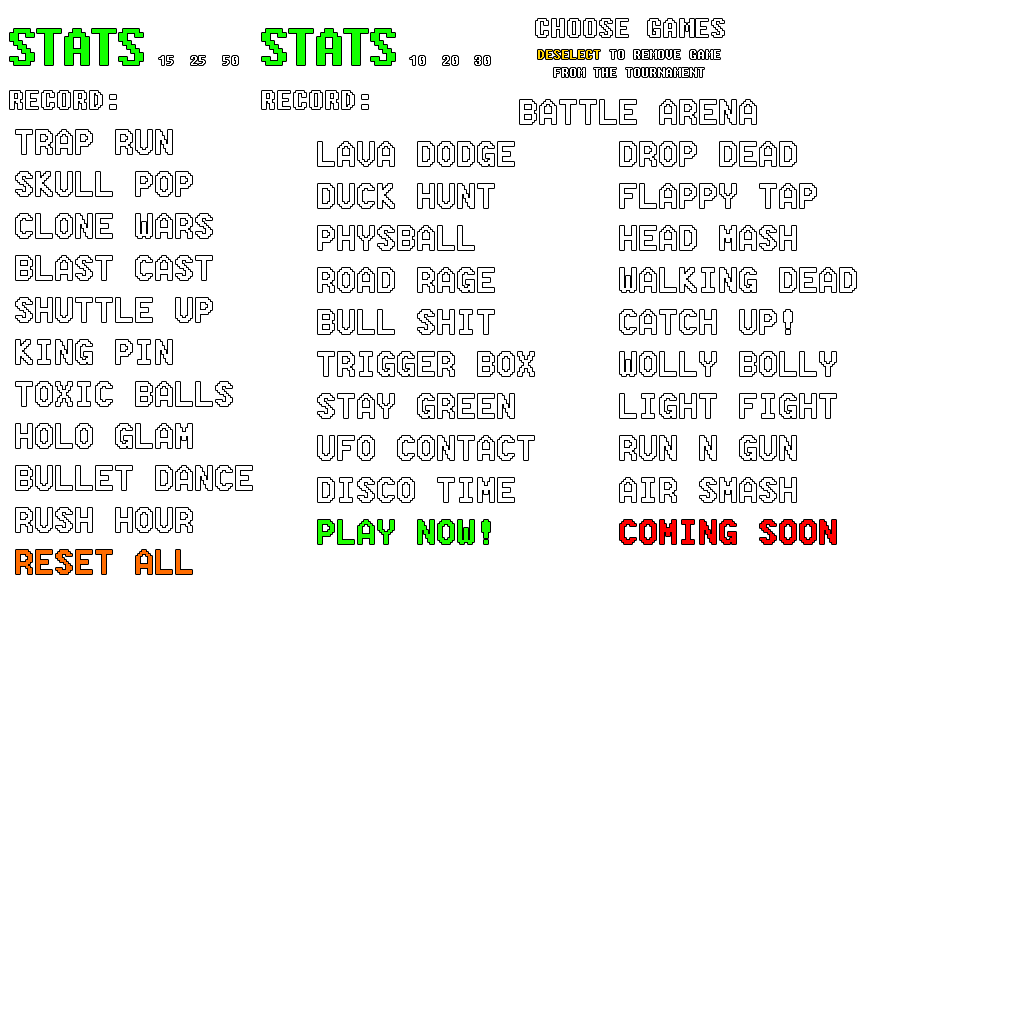 STATS 15 25 50
RECORD:
TRAP RUN
SKULL POP
CLONE WARS
BLAST CAST
SHUTTLE UP
KING PIN
TOXIC BALLS
HOLO GLAM
BULLET DANCE
RUSH HOUR
RESET ALL
STATS 10 20 30
RECORD:
LAVA DODGE
DUCK HUNT
PHYSBALL
ROAD RAGE
BULL SHIT
TRIGGER BOX
STAY GREEN
UFO CONTACT
DISCO TIME
PLAY NOW!
CHOOSE GAMES
DESELECT TO REMOVE GAME
FROM THE TOURNAMENT
BATTLE ARENA
DROP DEAD
FLAPPY TAP
HEAD MASH
WALKING DEAD
CATCH UP!
WOLLY BOLLY
LIGHT FIGHT
RUN N GUN
AIR SMASH
COMING SOON